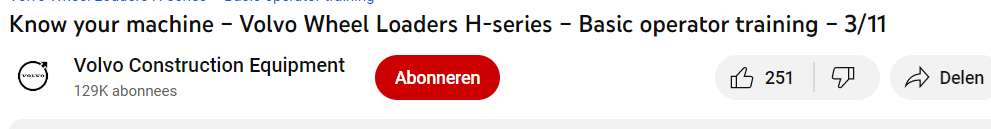 Know your machine – Volvo Wheel Loaders H-series – Basic operator training – 3/11
VOLVO
Volvo Construction Equipment
129K abonnees
Abonneren
251
Delen